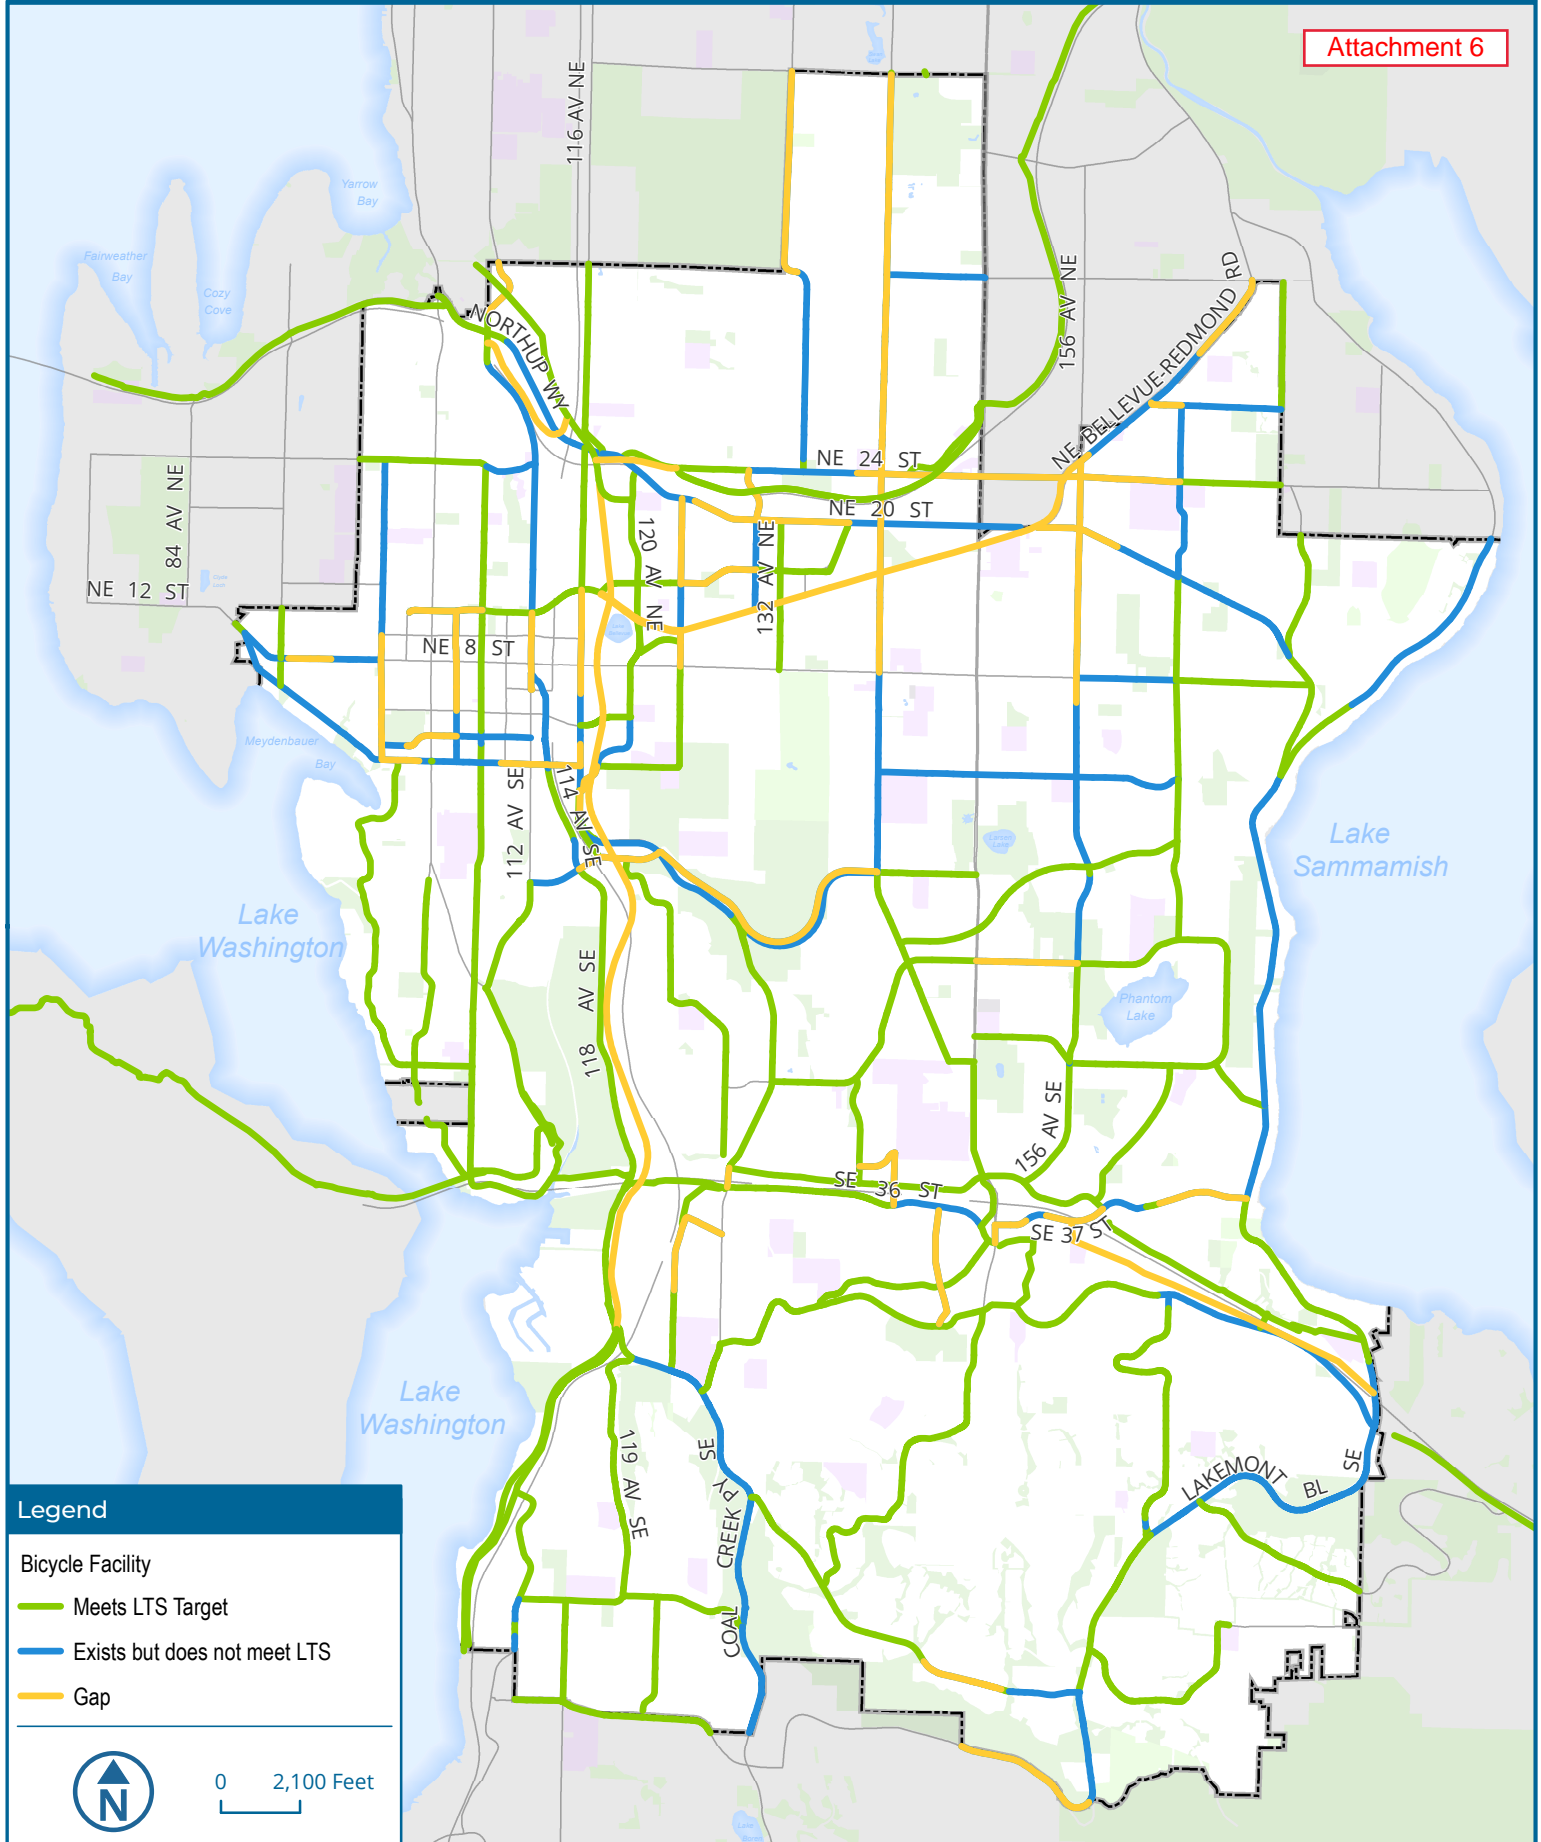 Attachment 6
116 AV NE
Yarrow
Bay
Fairweather
Bay
Cozy
Cove
NORTHUP WY
156 AV NE
NE BELLEVUE-REDMOND RD
84 AV NE
NE 12 ST
NE 24 ST
NE 20 ST
120 AV NE
132 AV NE
NE 8 ST
Meydenbauer
Bay
112 AV SE
114 AV SE
Lake
Sammamish
Larsen
Lake
Lake
Washington
118 AV SE
Phantom
Lake
156 AV SE
SE 36 ST
SE 37 ST
Lake
Washington
119 AV SE
COAL CREEK PY SE
LAKEMONT BL SE
Legend
Bicycle Facility
Meets LTS Target
Exists but does not meet LTS
Gap
N
0 2,100 Feet
Lake
Boren